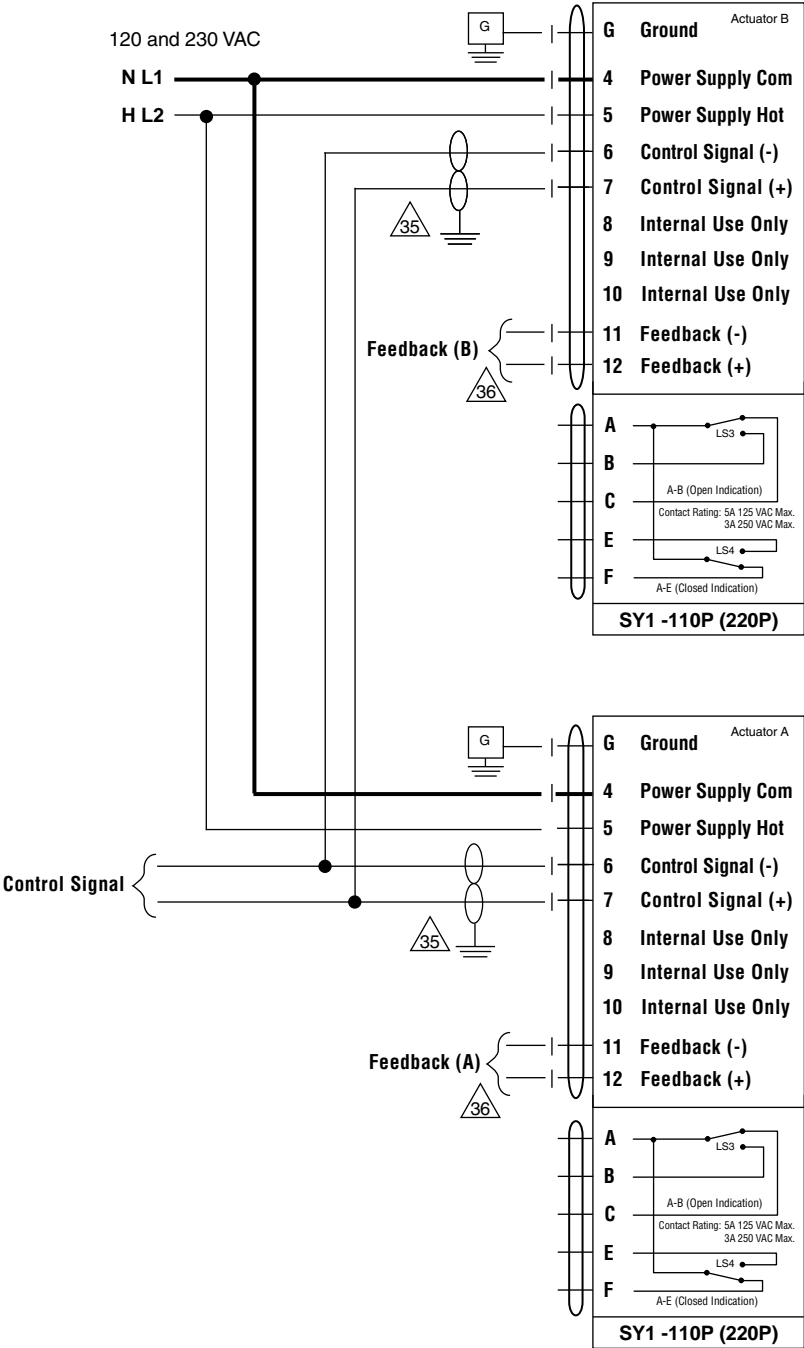 120 and 230 VAC
N L1
H L2
G
G Ground
Actuator B
4 Power Supply Com
5 Power Supply Hot
6 Control Signal (-)
7 Control Signal (+)
35
8 Internal Use Only
9 Internal Use Only
10 Internal Use Only
Feedback (B)
36
11 Feedback (-)
12 Feedback (+)
A
LS3
B
A-B (Open Indication)
C
Contact Rating: 5A 125 VAC Max.
3A 250 VAC Max.
E
LS4
F
A-E (Closed Indication)
SY1 -110P (220P)
G
G Ground
Actuator A
4 Power Supply Com
5 Power Supply Hot
Control Signal
6 Control Signal (-)
7 Control Signal (+)
35
8 Internal Use Only
9 Internal Use Only
10 Internal Use Only
Feedback (A)
36
11 Feedback (-)
12 Feedback (+)
A
LS3
B
A-B (Open Indication)
C
Contact Rating: 5A 125 VAC Max.
3A 250 VAC Max.
E
LS4
F
A-E (Closed Indication)
SY1 -110P (220P)